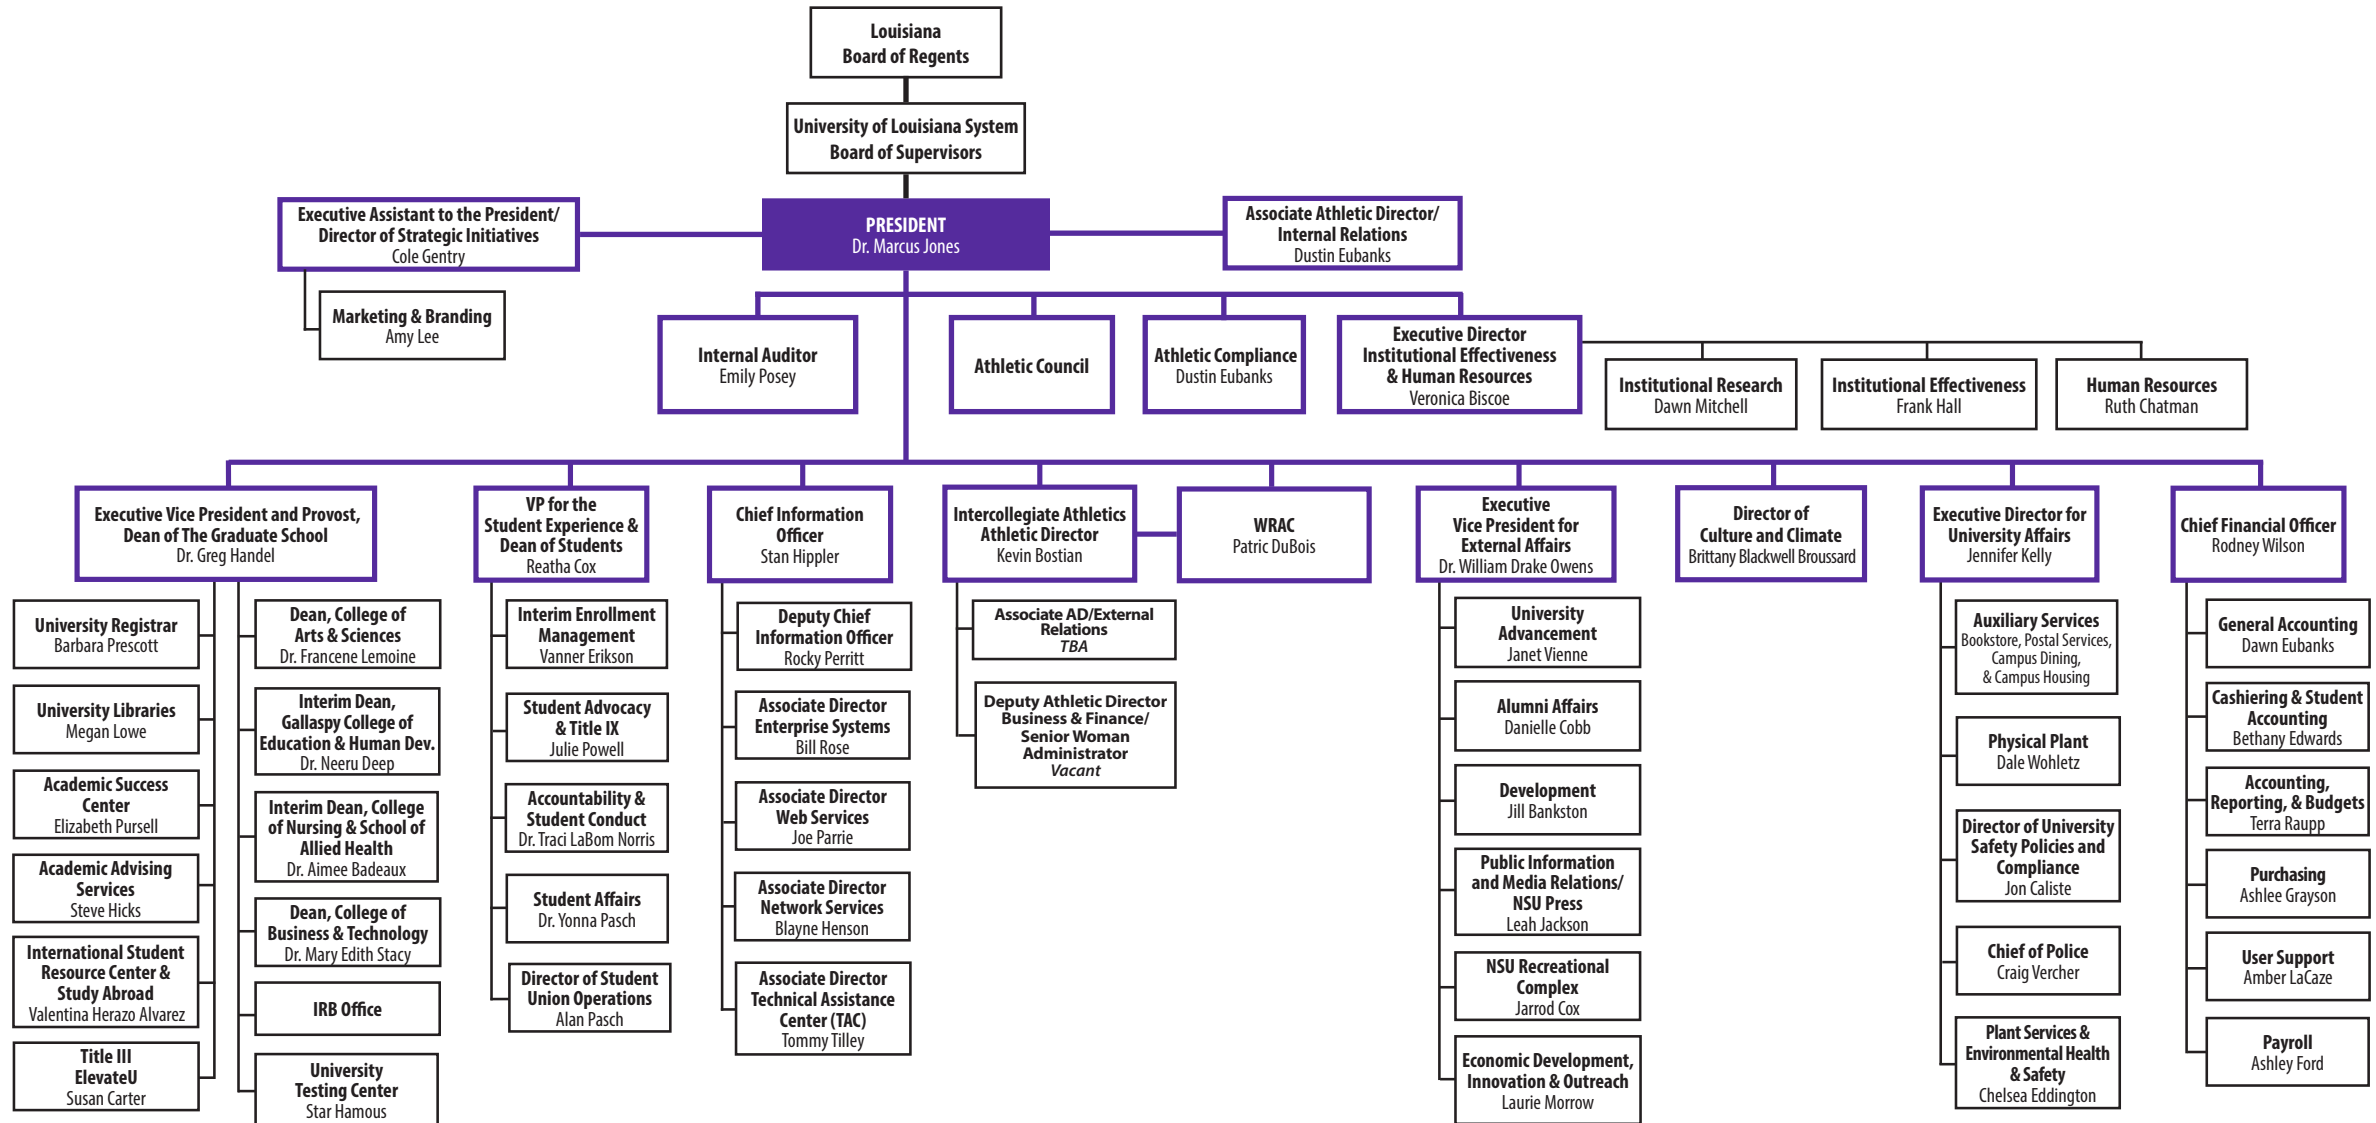 Louisiana
Board of Regents
University of Louisiana System
Board of Supervisors
Executive Assistant to the President/
Director of Strategic Initiatives
Cole Gentry
PRESIDENT
Dr. Marcus Jones
Associate Athletic Director/
Internal Relations
Dustin Eubanks
Marketing & Branding
Amy Lee
Internal Auditor
Emily Posey
Athletic Council
Athletic Compliance
Dustin Eubanks
Executive Director
Institutional Effectiveness
& Human Resources
Veronica Biscoe
Institutional Research
Dawn Mitchell
Institutional Effectiveness
Frank Hall
Human Resources
Ruth Chatman
Executive Vice President and Provost,
Dean of The Graduate School
Dr. Greg Handel
VP for the
Student Experience &
Dean of Students
Reatha Cox
Chief Information
Officer
Stan Hippler
Intercollegiate Athletics
Athletic Director
Kevin Bostian
WRAC
Patric DuBois
Executive
Vice President for
External Affairs
Dr. William Drake Owens
Director of
Culture and Climate
Brittany Blackwell Broussard
Executive Director for
University Affairs
Jennifer Kelly
Chief Financial Officer
Rodney Wilson
University Registrar
Barbara Prescott
University Libraries
Megan Lowe
Academic Success
Center
Elizabeth Pursell
Academic Advising
Services
Steve Hicks
International Student
Resource Center &
Study Abroad
Valentina Herazo Alvarez
Title III
ElevateU
Susan Carter
Dean, College of
Arts & Sciences
Dr. Francene Lemoine
Interim Dean,
Gallaspy College of
Education & Human Dev.
Dr. Neeru Deep
Interim Dean, College
of Nursing & School of
Allied Health
Dr. Aimee Badeaux
Dean, College of
Business & Technology
Dr. Mary Edith Stacy
IRB Office
University
Testing Center
Star Hamous
Interim Enrollment
Management
Vanner Erikson
Student Advocacy
& Title IX
Julie Powell
Accountability &
Student Conduct
Dr. Traci LaBom Norris
Student Affairs
Dr. Yonna Pasch
Director of Student
Union Operations
Alan Pasch
Deputy Chief
Information Officer
Rocky Perritt
Associate Director
Enterprise Systems
Bill Rose
Associate Director
Web Services
Joe Parrie
Associate Director
Network Services
Blayne Henson
Associate Director
Technical Assistance
Center (TAC)
Tommy Tilley
Associate AD/External
Relations
TBA
Deputy Athletic Director
Business & Finance/
Senior Woman
Administrator
Vacant
University
Advancement
Janet Vienne
Alumni Affairs
Danielle Cobb
Development
Jill Bankston
Public Information
and Media Relations/
NSU Press
Leah Jackson
NSU Recreational
Complex
Jarrod Cox
Economic Development,
Innovation & Outreach
Laurie Morrow
Auxiliary Services
Bookstore, Postal Services,
Campus Dining,
& Campus Housing
Physical Plant
Dale Wohletz
Director of University
Safety Policies and
Compliance
Jon Caliste
Chief of Police
Craig Vercher
Plant Services &
Environmental Health
& Safety
Chelsea Eddington
General Accounting
Dawn Eubanks
Cashiering & Student
Accounting
Bethany Edwards
Accounting,
Reporting, & Budgets
Terra Raupp
Purchasing
Ashlee Grayson
User Support
Amber LaCaze
Payroll
Ashley Ford